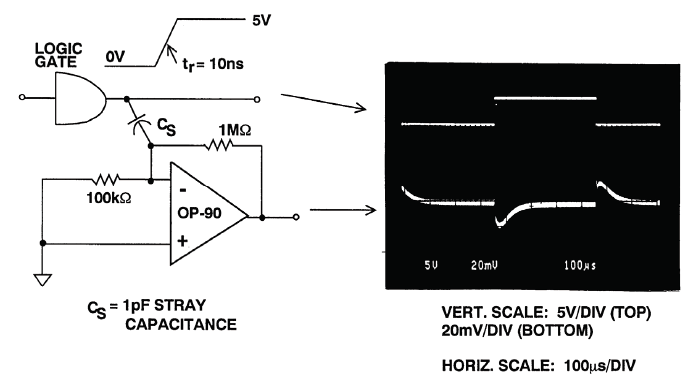 LOGIC
GATE
0V
5V
tr = 10ns
CS
1MΩ
100kΩ
-
OP-90
+
CS = 1pF STRAY
CAPACITANCE
5V 20mV 100µs
VERT. SCALE: 5V/DIV (TOP)
20mV/DIV (BOTTOM)
HORIZ. SCALE: 100µs/DIV